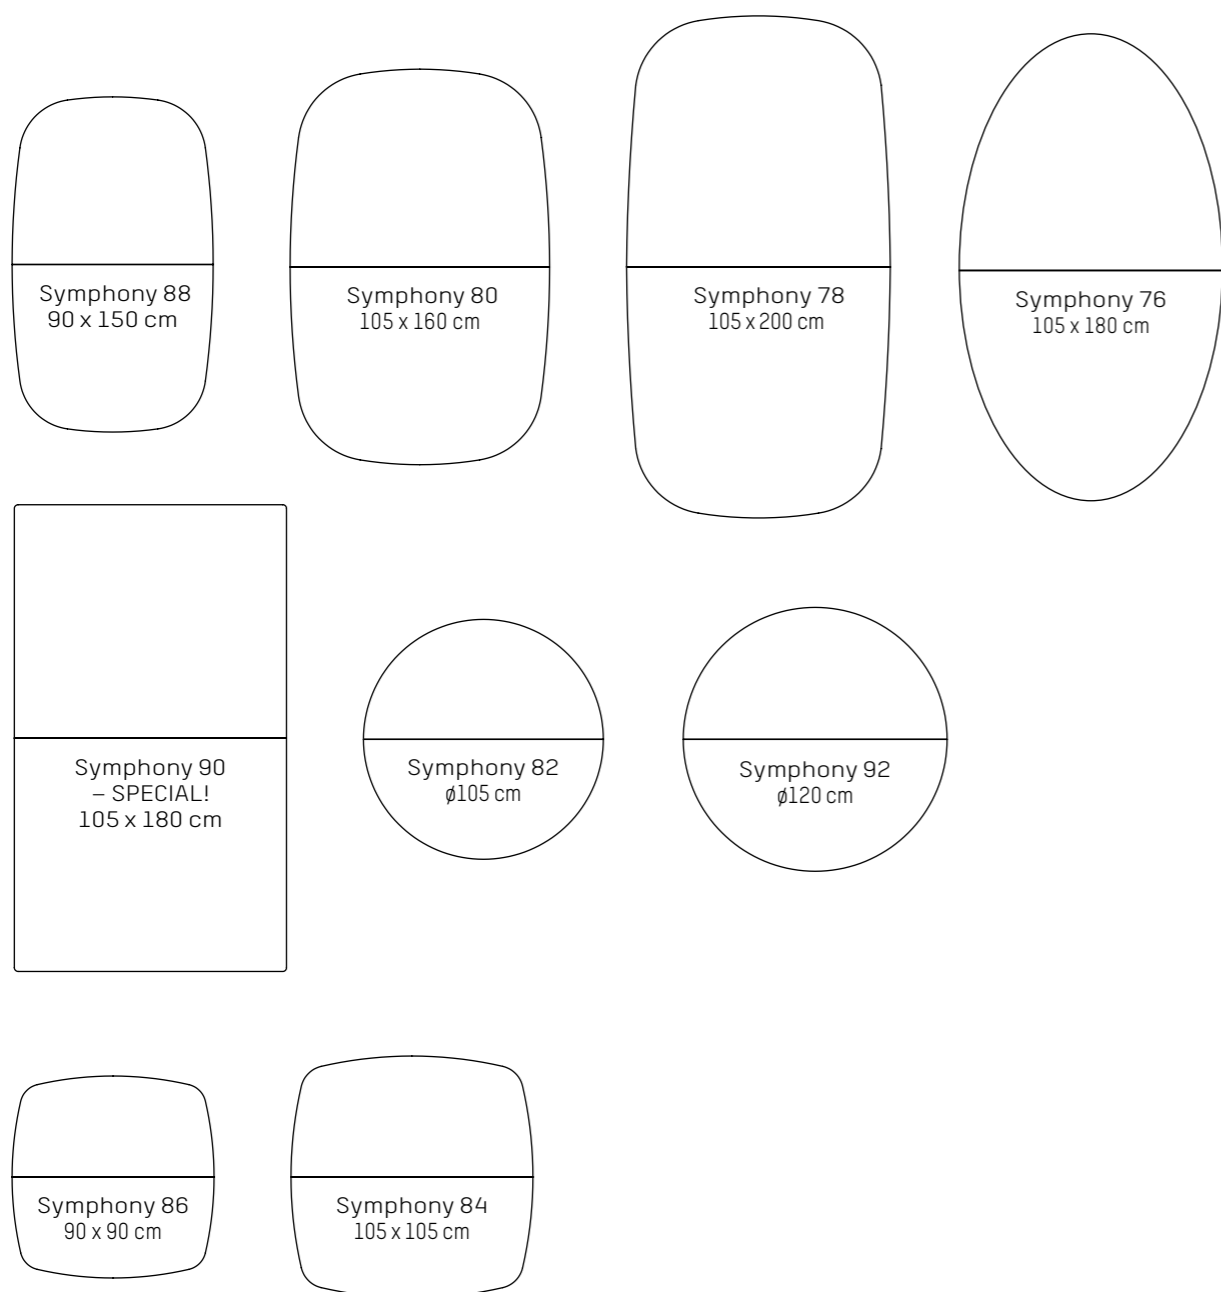 Symphony 88
90 x 150 cm
Symphony 80
105 x 160 cm
Symphony 78
105 x 200 cm
Symphony 76
105 x 180 cm
Symphony 90
– SPECIAL!
105 x 180 cm
Symphony 82
ø105 cm
Symphony 92
ø120 cm
Symphony 86
90 x 90 cm
Symphony 84
105 x 105 cm